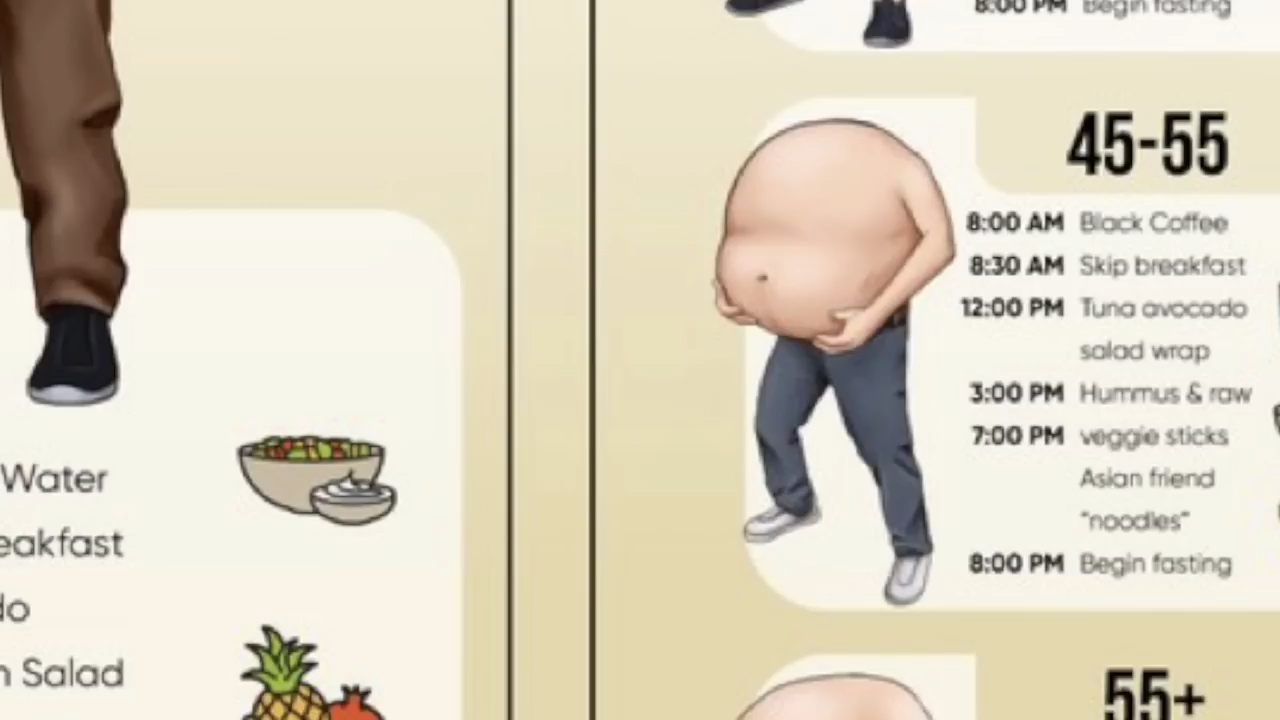 Water
eakfast
do
n Salad
8:00 PM Begin fasting
45-55
8:00 AM Black Coffee
8:30 AM Skip breakfast
12:00 PM Tuna avocado
salad wrap
3:00 PM Hummus & raw
7:00 PM veggie sticks
Asian friend
“noodles”
8:00 PM Begin fasting
55+